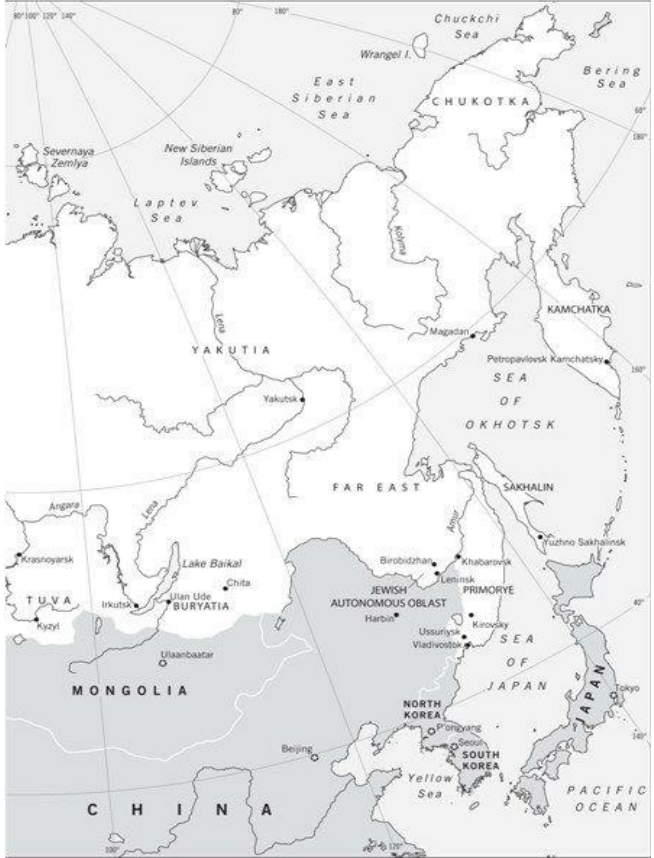 80°100° 120° 140°
80°
180°
Chuckchi
Sea
Wrangel I.
East
Siberian
Sea
Bering
Sea
CHUKOTKA
60°
180°
Severnaya
Zemlya
New Siberian
Islands
Laptev
Sea
Kolyma
Lena
YAKUTIA
KAMCHATKA
Magadan
Petropavlovsk Kamchatsky
160°
SEA
OF
OKHOTSK
Yakutsk
FAR EAST
SAKHALIN
Angara
Lena
Amur
Yuzhno Sakhalinsk
Krasnoyarsk
Lake Baikal
Birobidzhan
Khabarovsk
Leninsk
TUVA
Irkutsk
Ulan Ude
Chita
BURYATIA
JEWISH
AUTONOMOUS OBLAST
PRIMORYE
40°
Kyzyl
Harbin
Kirovsky
Ussuriysk
Vladivostok
SEA
OF
JAPAN
Ulaanbaatar
MONGOLIA
JAPAN
Tokyo
NORTH
KOREA
P'ongyang
Seoul
SOUTH
KOREA
140°
Beijing
Yellow
Sea
PACIFIC
OCEAN
CHINA
100°
120°